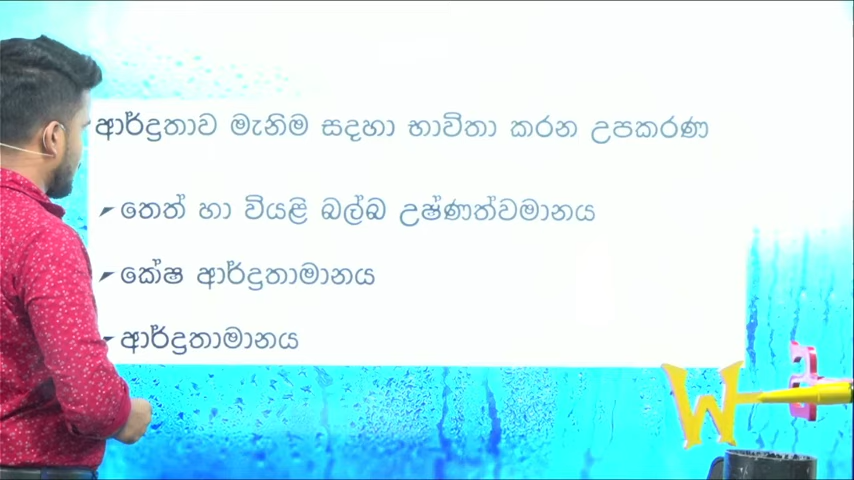 ආර්ද්‍රතාව මැනිම සදහා භාවිතා කරන උපකරණ
තෙත් හා වියළි බල්බ උෂ්ණත්වමානය
කේෂ ආර්ද්‍රතාමානය
ආර්ද්‍රතාමානය
W